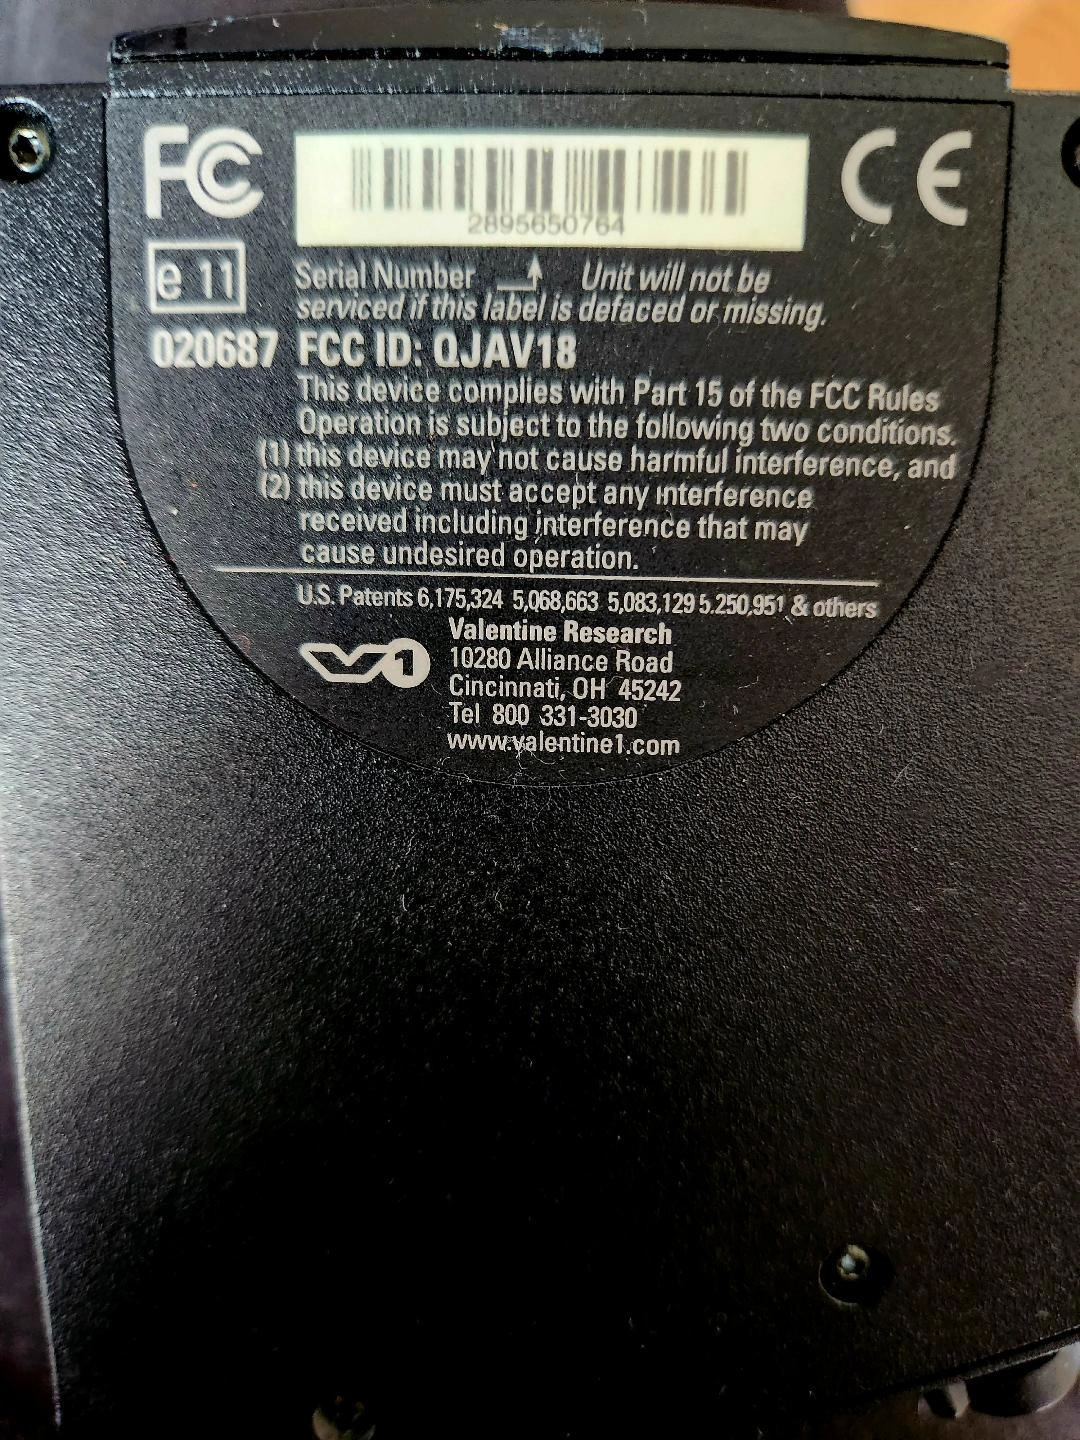 FC CE
2895650764
e 11
Serial Number Unit will not be
serviced if this label is defaced or missing.
020687 FCC ID: QJAV18
This device complies with Part 15 of the FCC Rules
Operation is subject to the following two conditions.
(1) this device may not cause harmful interference, and
(2) this device must accept any interference
received including interference that may
cause undesired operation.
U.S. Patents 6,175,324 5,068,663 5,083,129 5.250,951 & others
V1
Valentine Research
10280 Alliance Road
Cincinnati, OH 45242
Tel 800 331-3030
www.valentine1.com